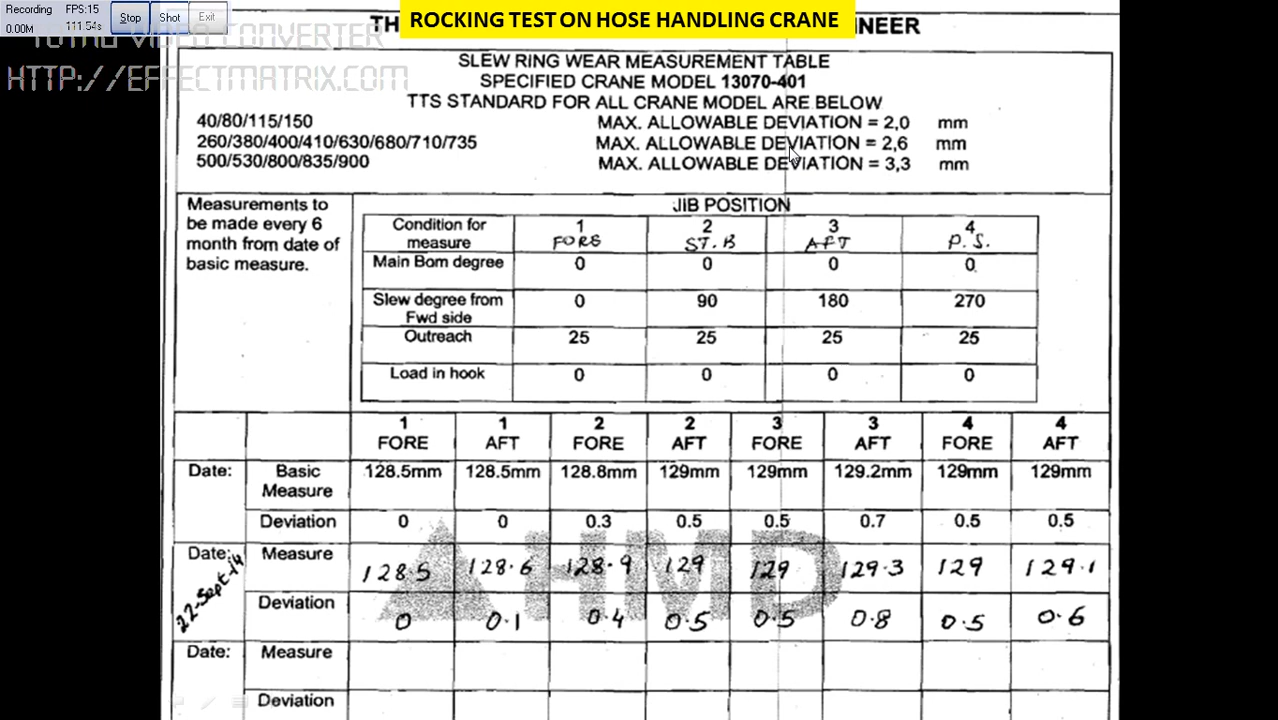 Recording FPS:15
0.00M 111.54s
Stop Shot Exit
ROCKING TEST ON HOSE HANDLING CRANE
TH INEER
TOTAL VIDEO CONVERTER
HTTP://EFFECTMATRIX.COM
SLEW RING WEAR MEASUREMENT TABLE
SPECIFIED CRANE MODEL 13070-401
TTS STANDARD FOR ALL CRANE MODEL ARE BELOW
40/80/115/150 MAX. ALLOWABLE DEVIATION = 2,0 mm
260/380/400/410/630/680/710/735 MAX. ALLOWABLE DEVIATION = 2,6 mm
500/530/800/835/900 MAX. ALLOWABLE DEVIATION = 3,3 mm
Measurements to
be made every 6
month from date of
basic measure.
JIB POSITION
Condition for 1 2 3 4
measure FORE ST.B AFT P.S.
Main Bom degree 0 0 0 0
Slew degree from 0 90 180 270
Fwd side
Outreach 25 25 25 25
Load in hook 0 0 0 0
1 1 2 2 3 3 4 4
FORE AFT FORE AFT FORE AFT FORE AFT
Date: Basic 128.5mm 128.5mm 128.8mm 129mm 129mm 129.2mm 129mm 129mm
Measure
Deviation 0 0 0.3 0.5 0.5 0.7 0.5 0.5
Date: Measure 128.5 128.6 128.9 129 129 129.3 129 129.1
22-Sept-14
Deviation 0 0.1 0.4 0.5 0.5 0.8 0.5 0.6
AHMD
Date: Measure
Deviation